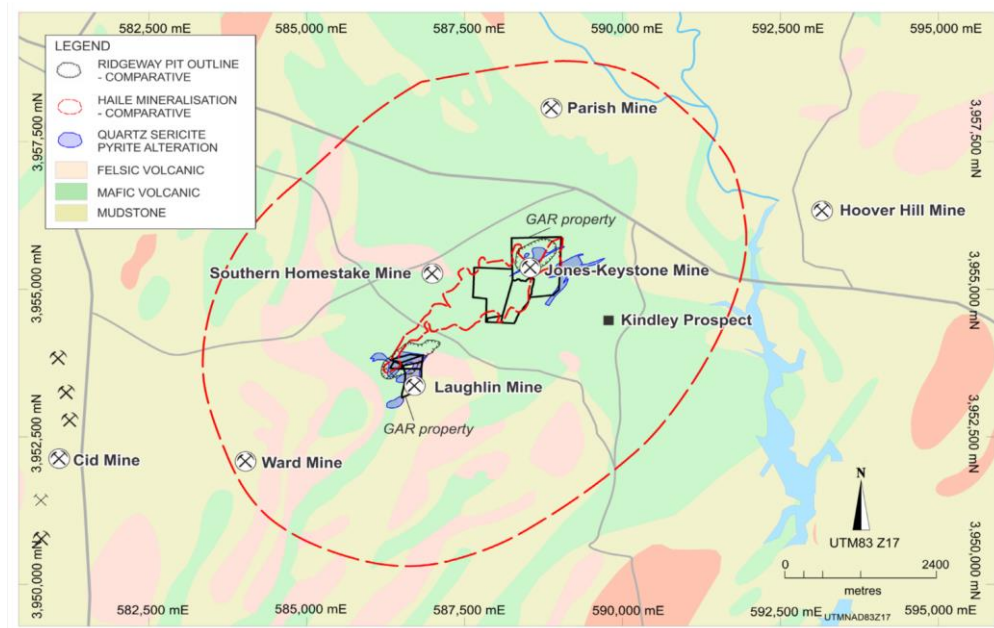 582,500 mE
585,000 mE
587,500 mE
590,000 mE
592,500 mE
595,000 mE
LEGEND
RIDGEWAY PIT OUTLINE
- COMPARATIVE
HAILE MINERALISATION
- COMPARATIVE
QUARTZ SERICITE
PYRITE ALTERATION
FELSIC VOLCANIC
MAFIC VOLCANIC
MUDSTONE
3,957,500 mN
3,957,500 mN
Parish Mine
Hoover Hill Mine
GAR property
Southern Homestake Mine
Jones-Keystone Mine
3,955,000 mN
3,955,000 mN
Kindley Prospect
Laughlin Mine
GAR property
3,952,500 mN
3,952,500 mN
Cid Mine
Ward Mine
N
UTM83 Z17
3,950,000 mN
3,950,000 mN
0 2400
metres
582,500 mE
585,000 mE
587,500 mE
590,000 mE
592,500 mE
UTMNAD83Z17
595,000 mE